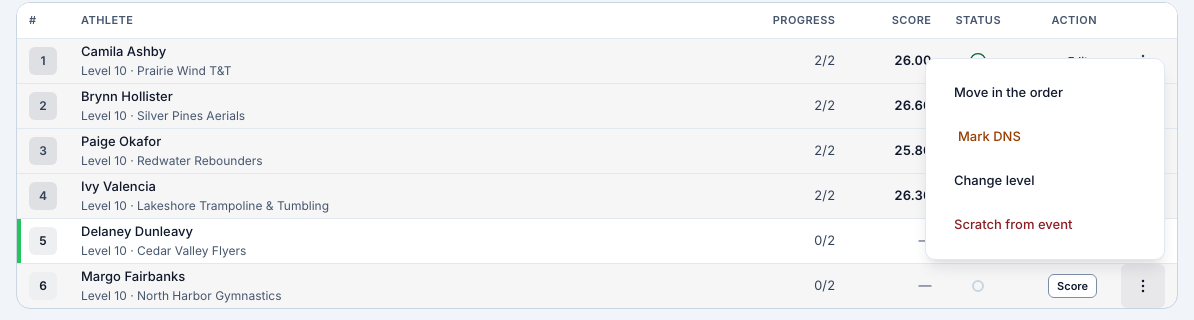 # ATHLETE PROGRESS SCORE STATUS ACTION
1 Camila Ashby 2/2 26.00
Level 10 · Prairie Wind T&T
2 Brynn Hollister 2/2
Level 10 · Silver Pines Aerials
3 Paige Okafor 2/2
Level 10 · Redwater Rebounders
4 Ivy Valencia 2/2
Level 10 · Lakeshore Trampoline & Tumbling
5 Delaney Dunleavy 0/2 —
Level 10 · Cedar Valley Flyers
6 Margo Fairbanks 0/2 — Score
Level 10 · North Harbor Gymnastics
Move in the order
Mark DNS
Change level
Scratch from event